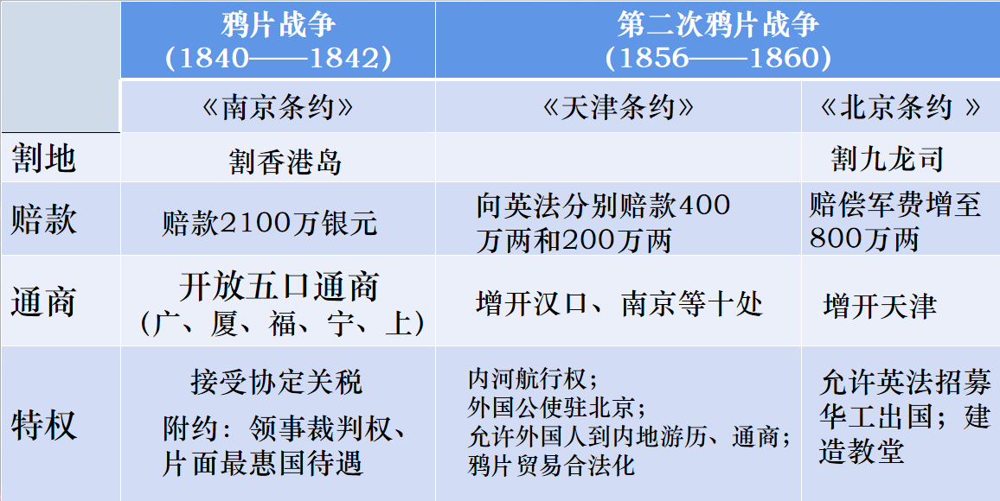 鸦片战争
(1840——1842)
第二次鸦片战争
(1856——1860)
《南京条约》
《天津条约》
《北京条约 》
割地
割香港岛
割九龙司
赔款
赔款2100万银元
向英法分别赔款400
万两和200万两
赔偿军费增至
800万两
通商
开放五口通商
(广、厦、福、宁、上)
增开汉口、南京等十处
增开天津
特权
接受协定关税
附约：领事裁判权、
片面最惠国待遇
内河航行权；
外国公使驻北京；
允许外国人到内地游历、通商；
鸦片贸易合法化
允许英法招募
华工出国；建
造教堂